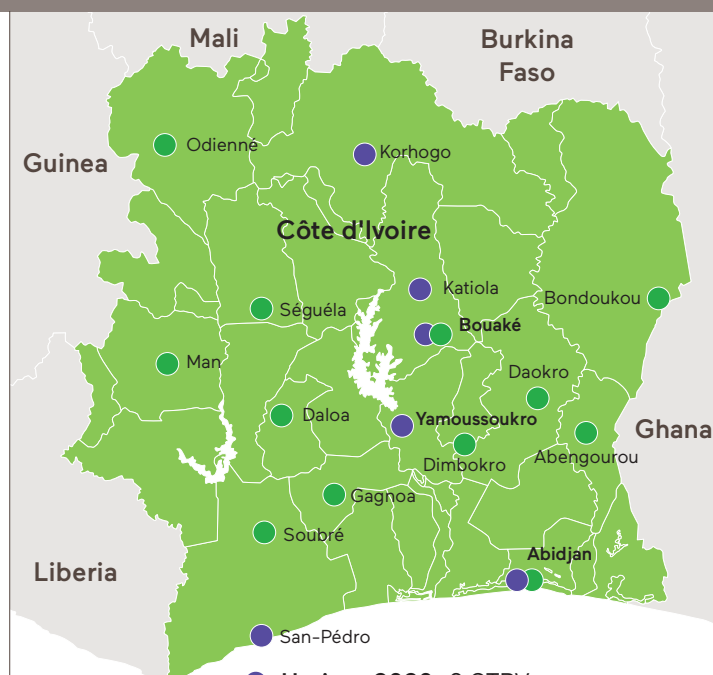 Mali
Burkina
Faso
Odienné
Korhogo
Guinea
Côte d'Ivoire
Katiola
Bondoukou
Séguéla
Bouaké
Man
Daokro
Daloa
Yamoussoukro
Ghana
Dimbokro
Abengourou
Gagnoa
Soubré
Abidjan
Liberia
San-Pédro